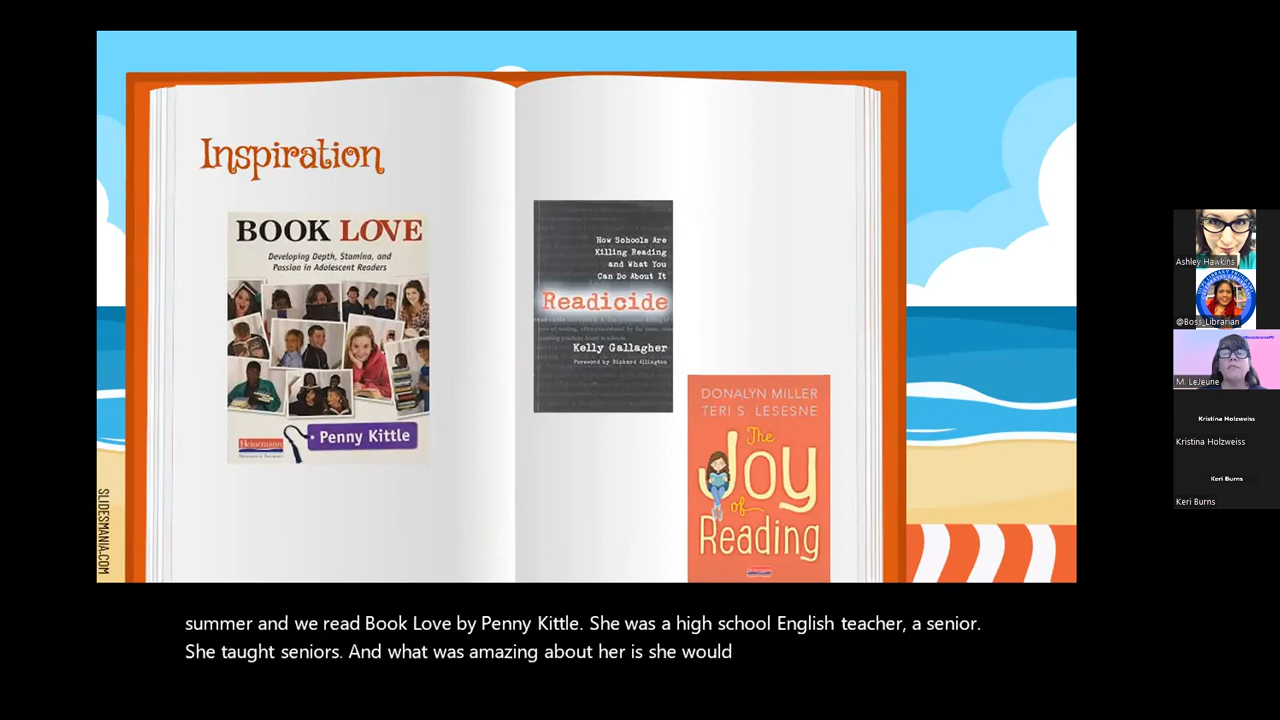 Inspiration
BOOK LOVE
Developing Depth, Stamina, and
Passion in Adolescent Readers
Heinemann
Penny Kittle
How Schools Are
Killing Reading
and What You
Can Do About It
Readicide
Kelly Gallagher
Foreword by Richard Allington
DONALYN MILLER
TERI S. LESESNE
The
Joy
of
Reading
SLIDESMANIA.COM
Ashley Hawkins
@Boss_Librarian
M. LeJeune
Kristina Holzweiss
Kristina Holzweiss
Keri Burns
Keri Burns
summer and we read Book Love by Penny Kittle. She was a high school English teacher, a senior.
She taught seniors. And what was amazing about her is she would